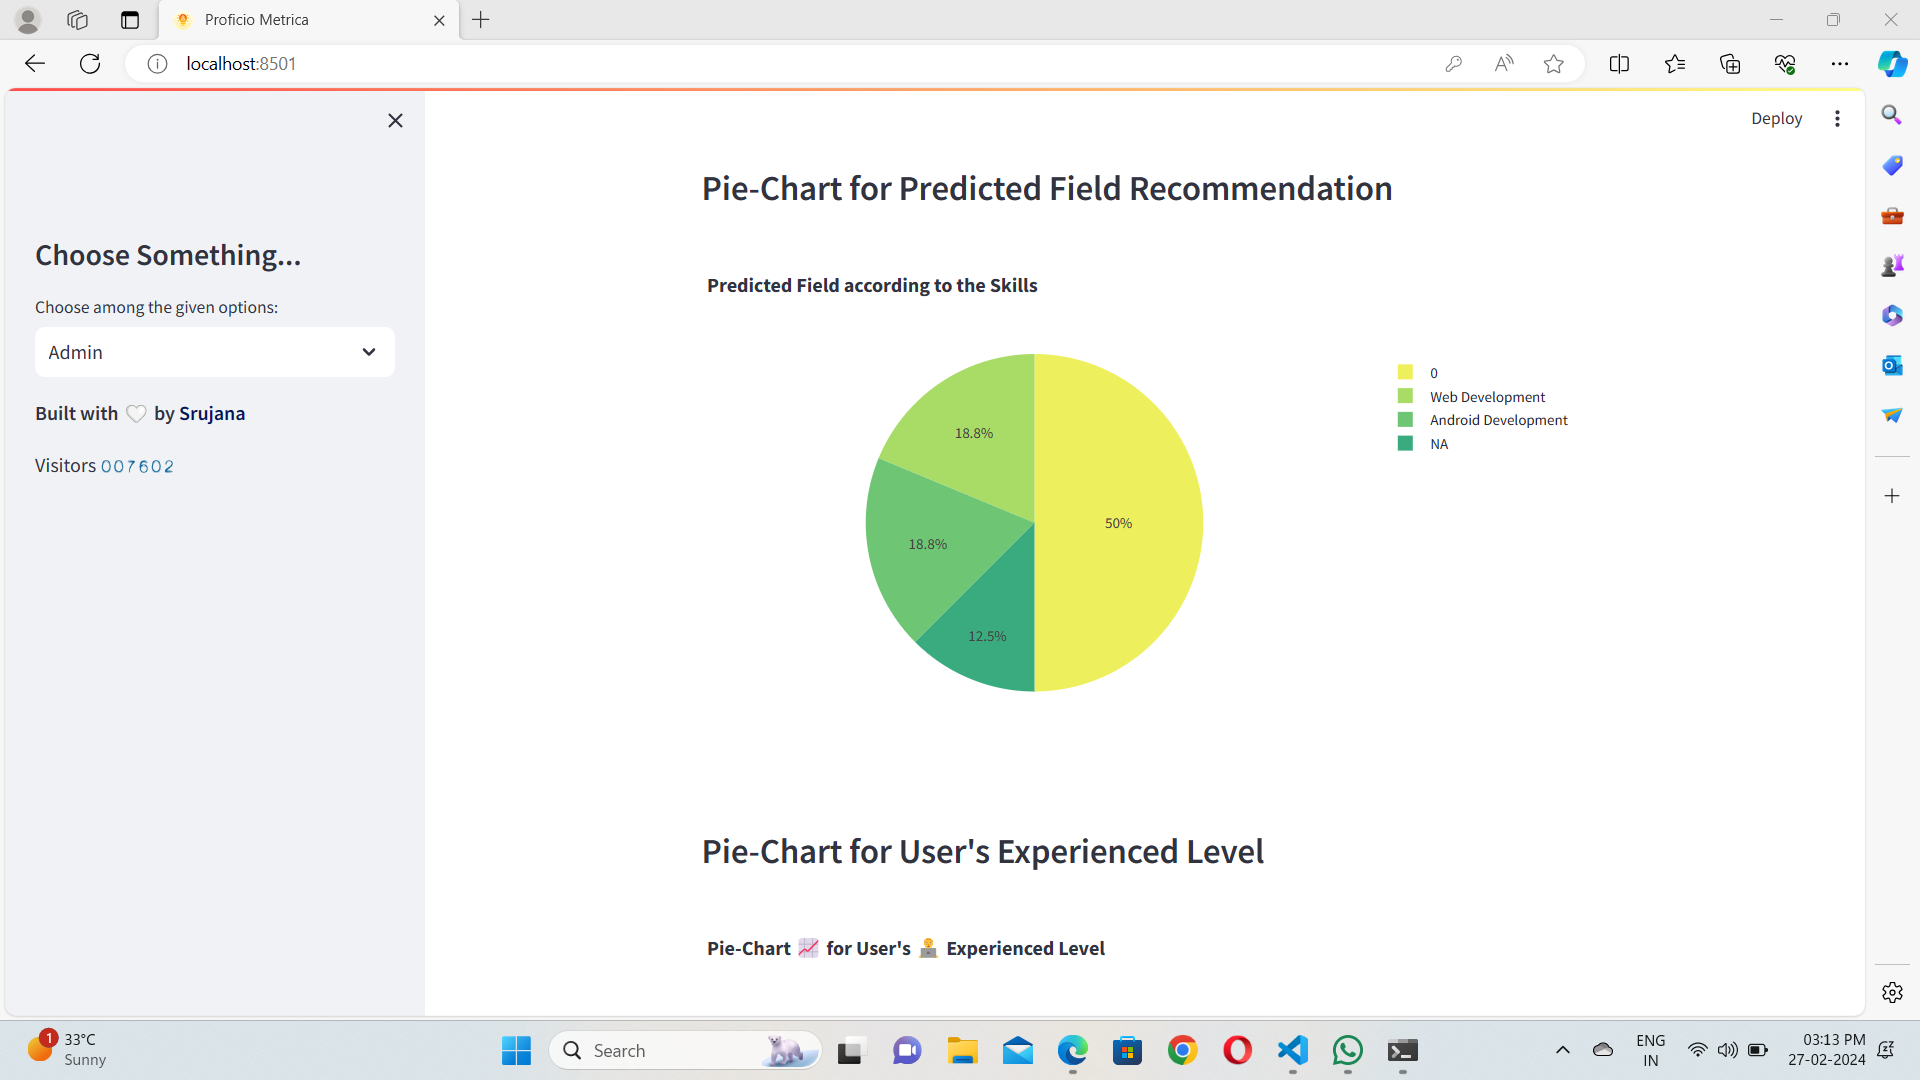 Proficio Metrica
localhost:8501
Deploy
Choose Something...
Choose among the given options:
Admin
Built with 🤍 by Srujana
Visitors 007602
Pie-Chart for Predicted Field Recommendation
Predicted Field according to the Skills
18.8%
18.8%
12.5%
50%
0
Web Development
Android Development
NA
Pie-Chart for User's Experienced Level
Pie-Chart 📈 for User's 👨‍💻 Experienced Level
1
33°C
Sunny
Search
ENG
IN
03:13 PM
27-02-2024